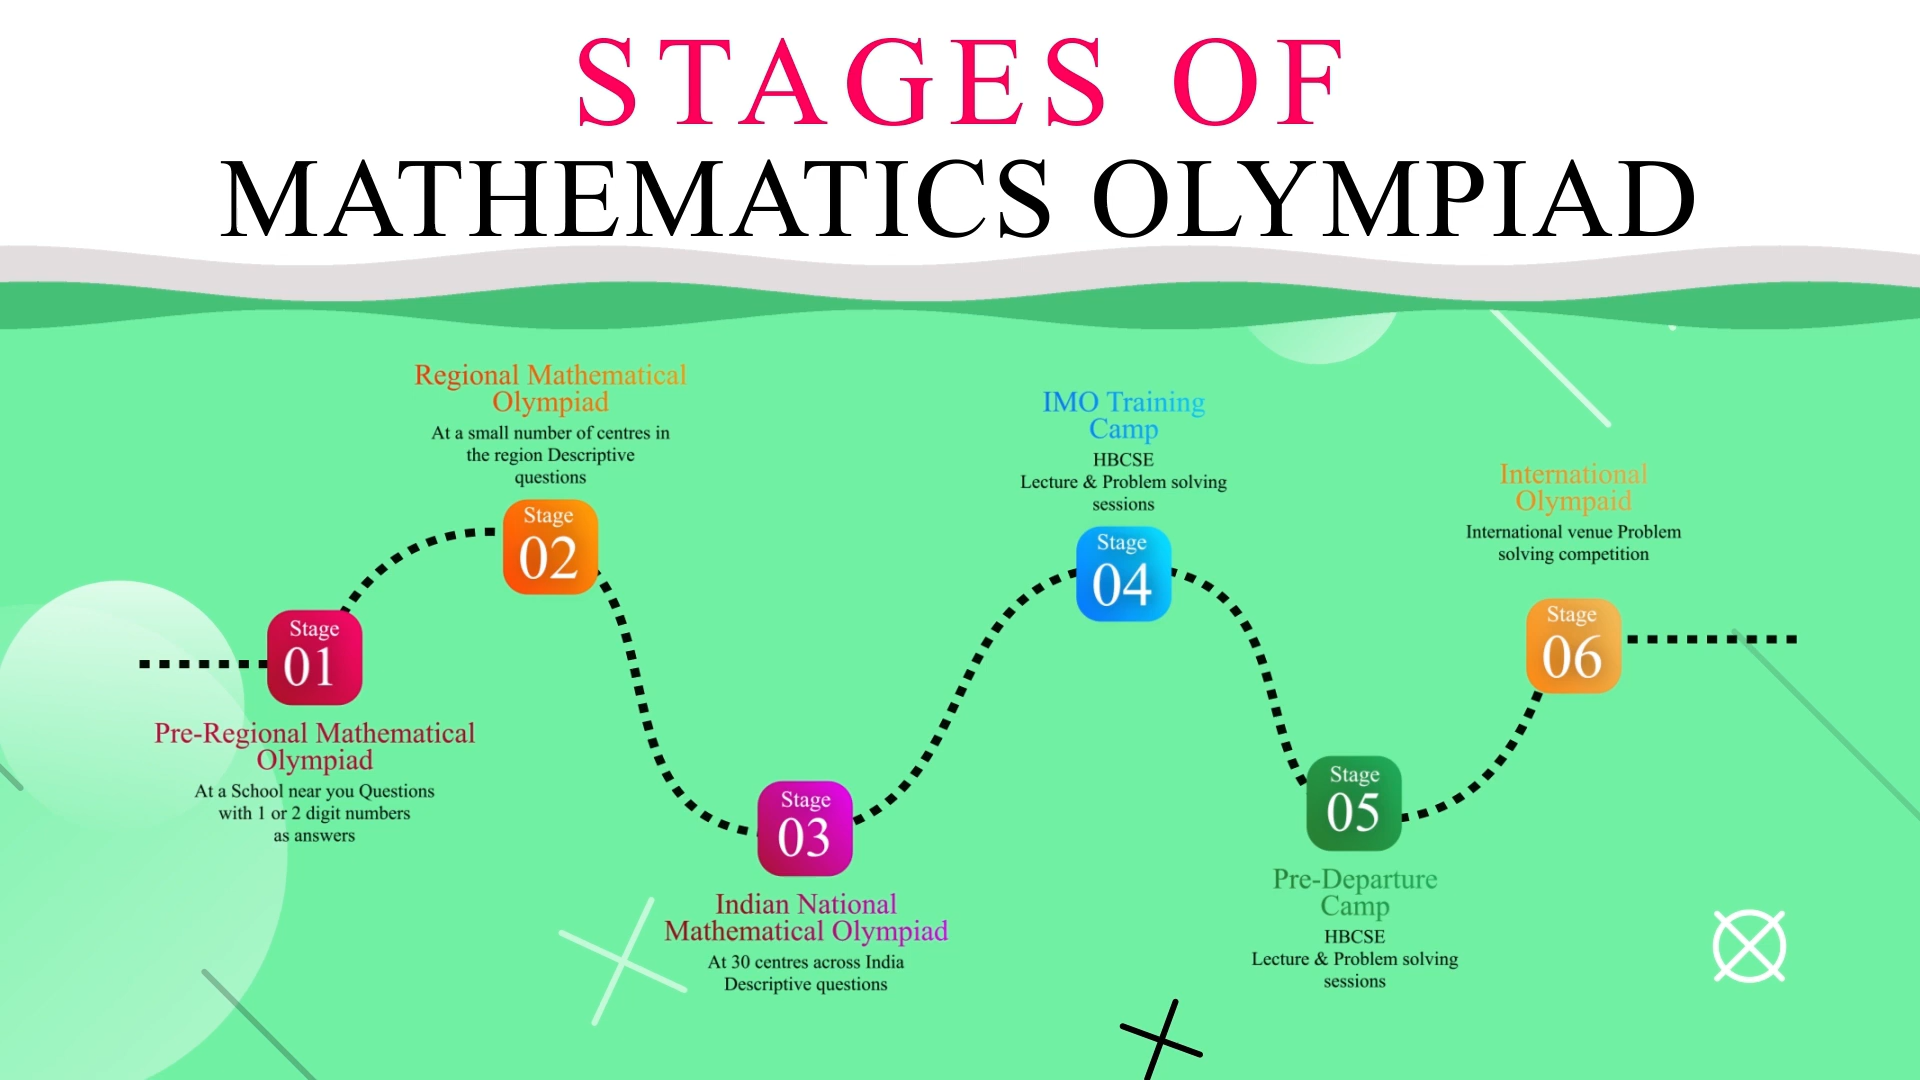 STAGES OF
MATHEMATICS OLYMPIAD
Stage
01
Pre-Regional Mathematical
Olympiad
At a School near you Questions
with 1 or 2 digit numbers
as answers
Regional Mathematical
Olympiad
At a small number of centres in
the region Descriptive
questions
Stage
02
Stage
03
Indian National
Mathematical Olympiad
At 30 centres across India
Descriptive questions
IMO Training
Camp
HBCSE
Lecture & Problem solving
sessions
Stage
04
Stage
05
Pre-Departure
Camp
HBCSE
Lecture & Problem solving
sessions
International
Olympaid
International venue Problem
solving competition
Stage
06